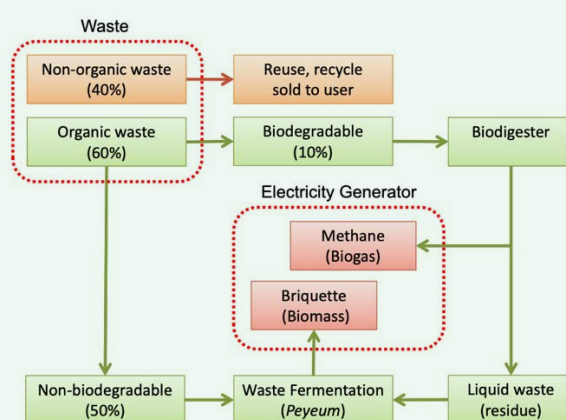 Waste
Non-organic waste
(40%)
Reuse, recycle
sold to user
Organic waste
(60%)
Biodegradable
(10%)
Biodigester
Electricity Generator
Methane
(Biogas)
Briquette
(Biomass)
Non-biodegradable
(50%)
Waste Fermentation
(Peyeum)
Liquid waste
(residue)